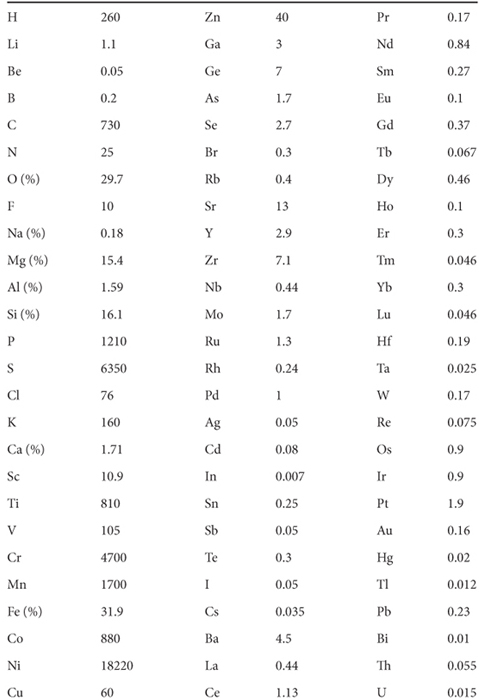 H 260 Zn 40 Pr 0.17
Li 1.1 Ga 3 Nd 0.84
Be 0.05 Ge 7 Sm 0.27
B 0.2 As 1.7 Eu 0.1
C 730 Se 2.7 Gd 0.37
N 25 Br 0.3 Tb 0.067
O (%) 29.7 Rb 0.4 Dy 0.46
F 10 Sr 13 Ho 0.1
Na (%) 0.18 Y 2.9 Er 0.3
Mg (%) 15.4 Zr 7.1 Tm 0.046
Al (%) 1.59 Nb 0.44 Yb 0.3
Si (%) 16.1 Mo 1.7 Lu 0.046
P 1210 Ru 1.3 Hf 0.19
S 6350 Rh 0.24 Ta 0.025
Cl 76 Pd 1 W 0.17
K 160 Ag 0.05 Re 0.075
Ca (%) 1.71 Cd 0.08 Os 0.9
Sc 10.9 In 0.007 Ir 0.9
Ti 810 Sn 0.25 Pt 1.9
V 105 Sb 0.05 Au 0.16
Cr 4700 Te 0.3 Hg 0.02
Mn 1700 I 0.05 Tl 0.012
Fe (%) 31.9 Cs 0.035 Pb 0.23
Co 880 Ba 4.5 Bi 0.01
Ni 18220 La 0.44 Th 0.055
Cu 60 Ce 1.13 U 0.015